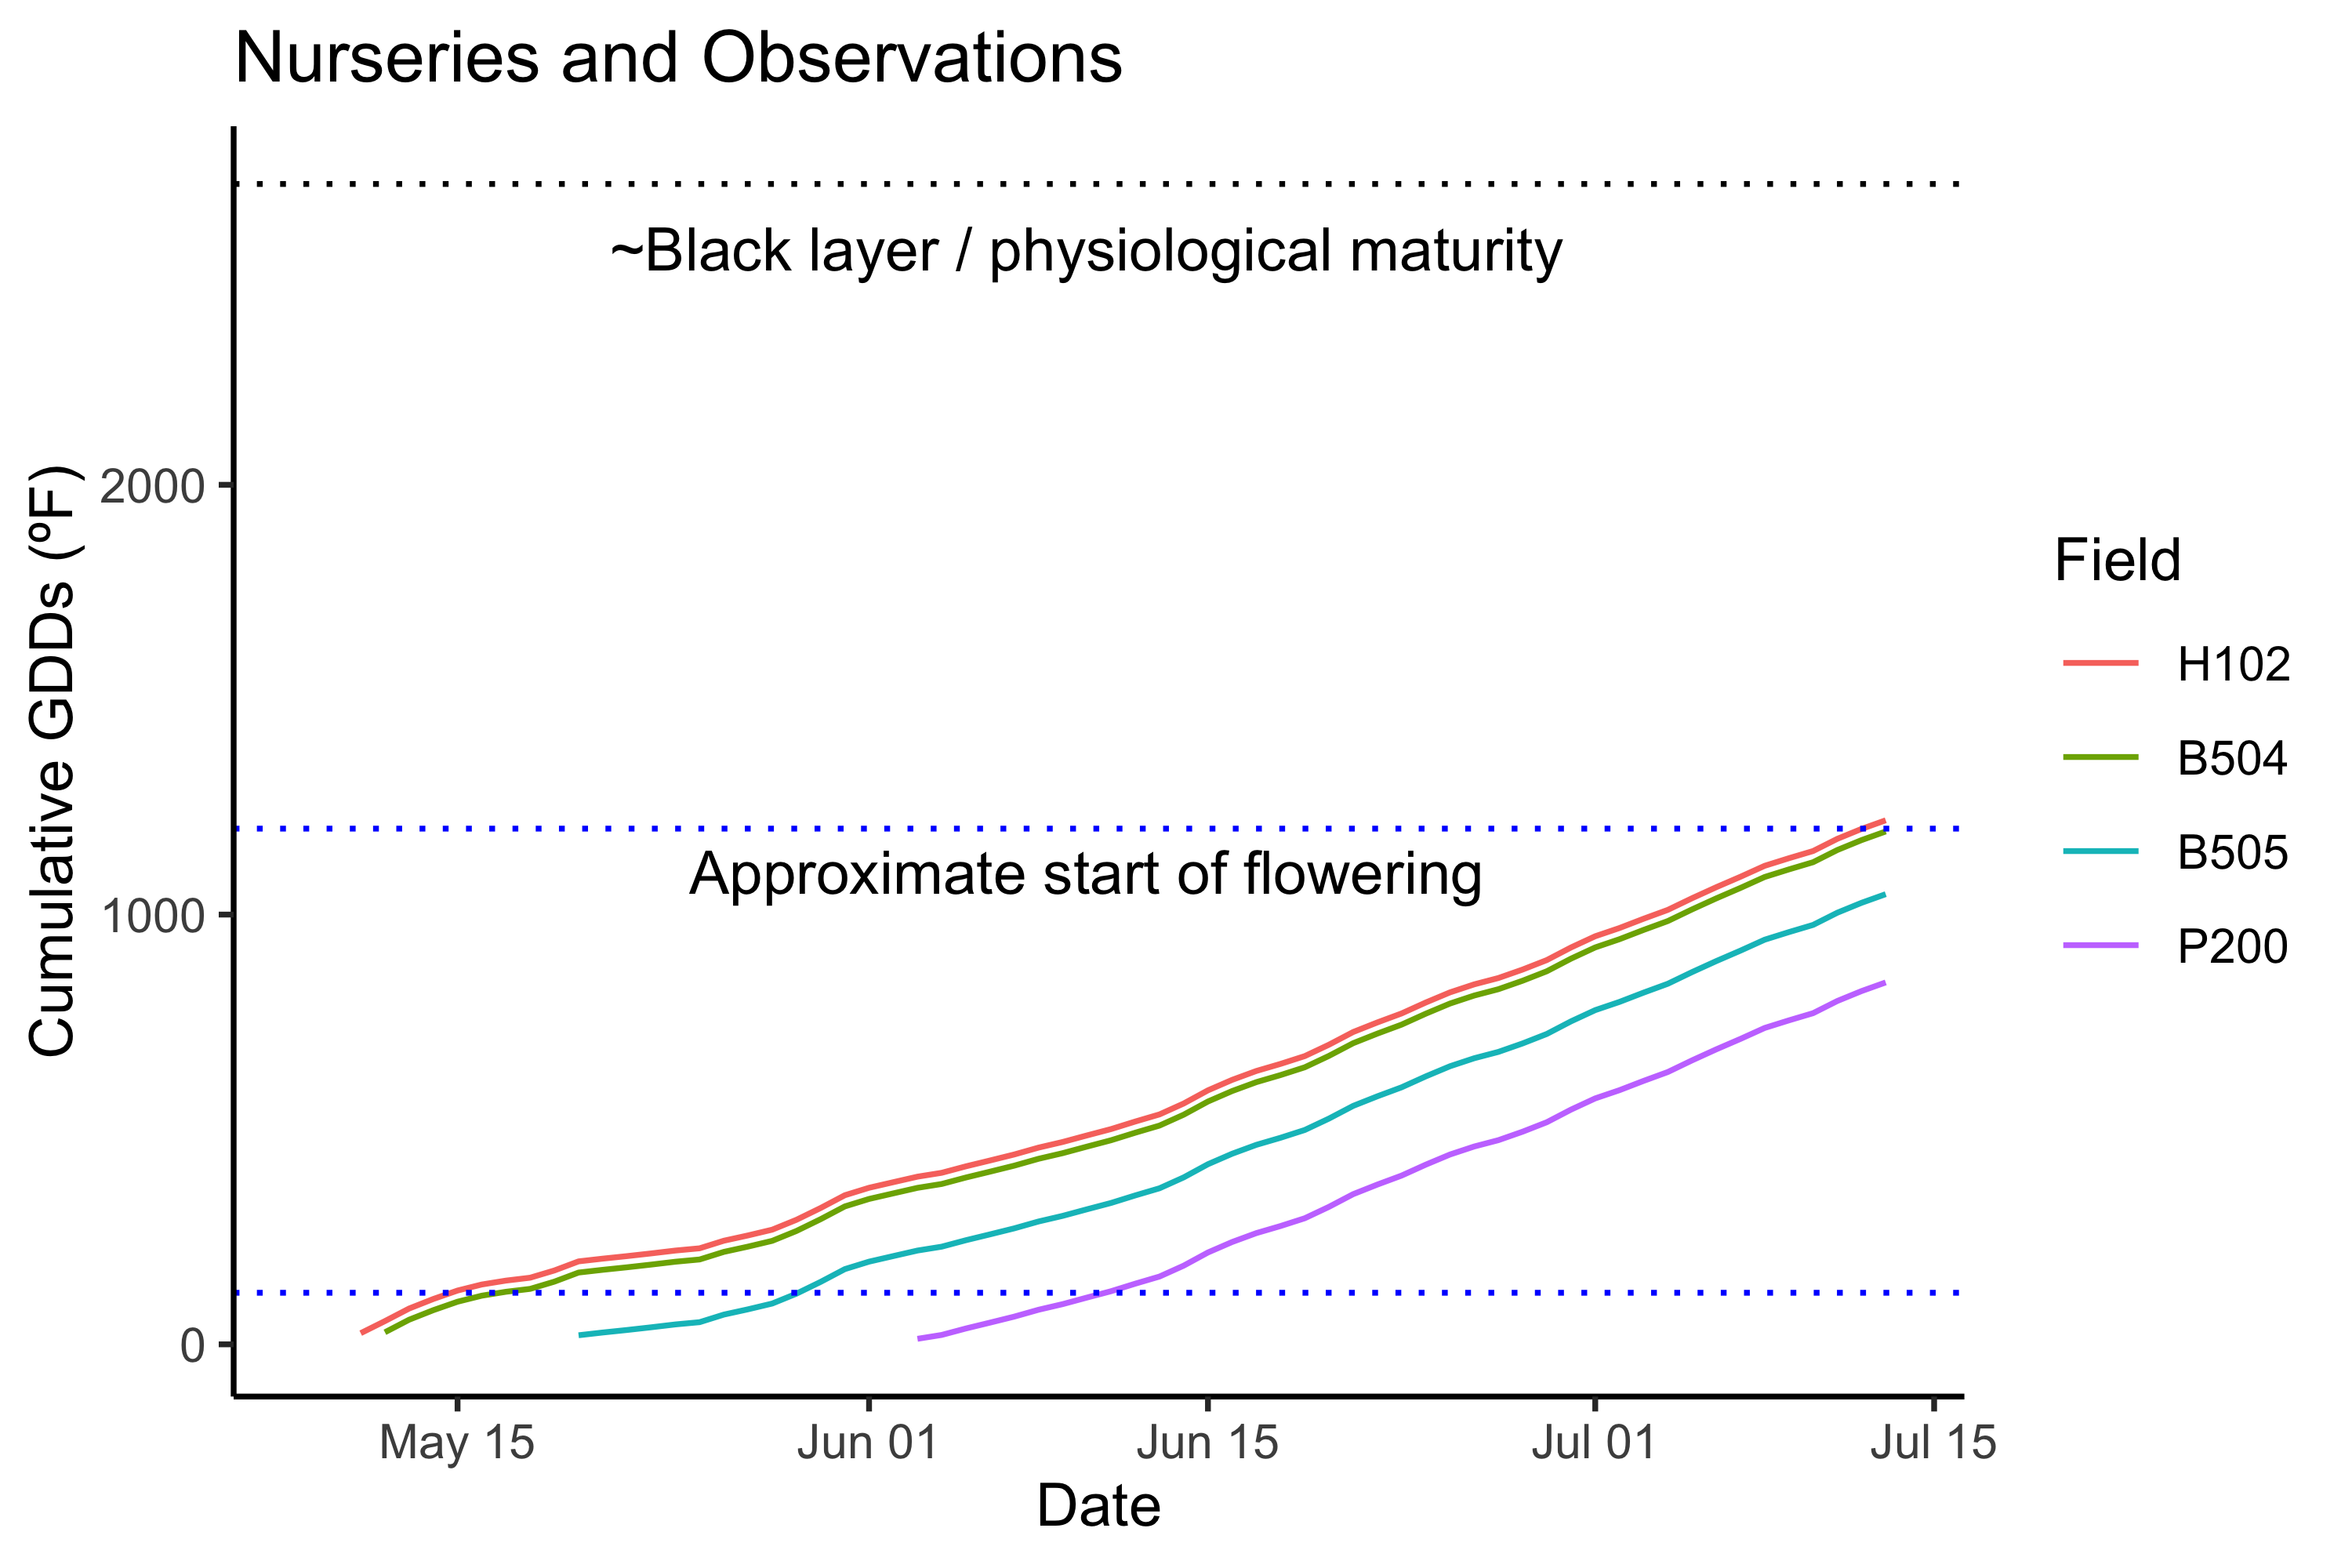 Nurseries and Observations
~Black layer / physiological maturity
Approximate start of flowering
Cumulative GDDs (ºF)
2000
1000
0
May 15
Jun 01
Jun 15
Jul 01
Jul 15
Date
Field
H102
B504
B505
P200